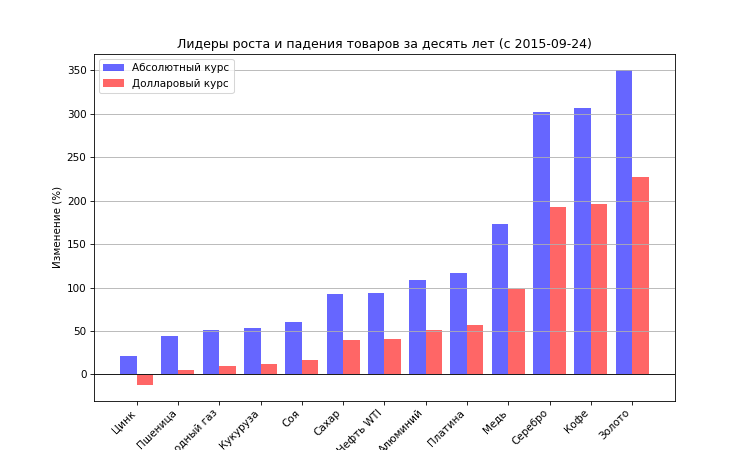 Лидеры роста и падения товаров за десять лет (с 2015-09-24)
Абсолютный курс
Долларовый курс
Изменение (%)
350
300
250
200
150
100
50
0
Цинк
Пшеница
одный газ
Кукуруза
Соя
Сахар
Нефть WTI
Алюминий
Платина
Медь
Серебро
Кофе
Золото